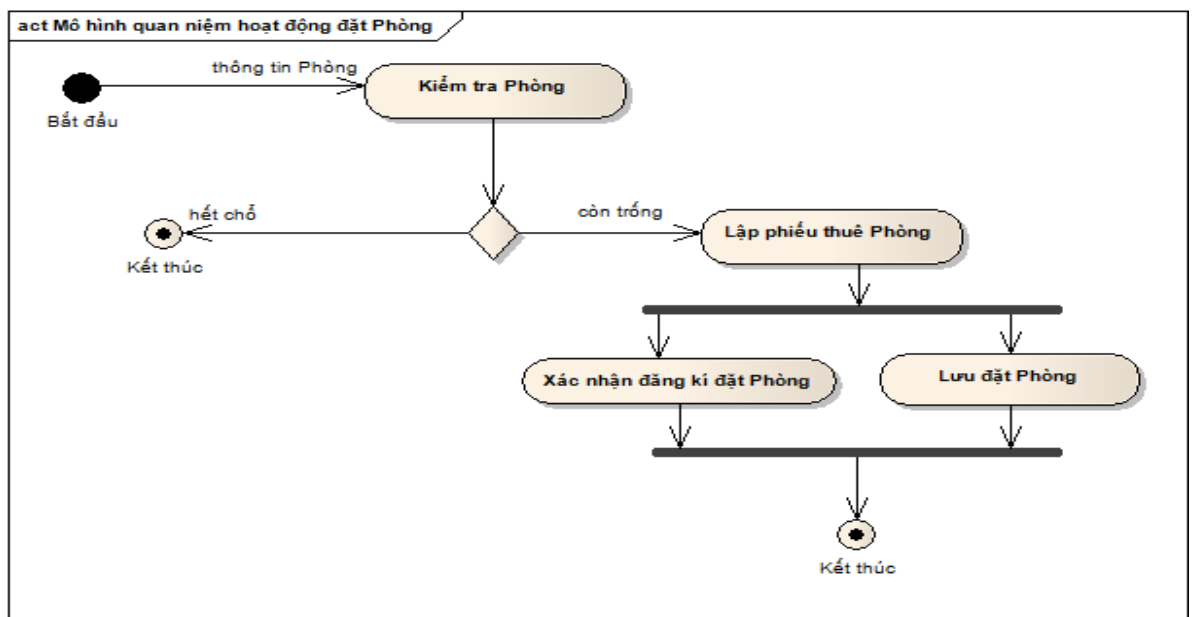 act Mô hình quan niệm hoạt động đặt Phòng
thông tin Phòng
Kiểm tra Phòng
Bắt đầu
hết chổ
còn trống
Lập phiếu thuê Phòng
Kết thúc
Xác nhận đăng kí đặt Phòng
Lưu đặt Phòng
Kết thúc